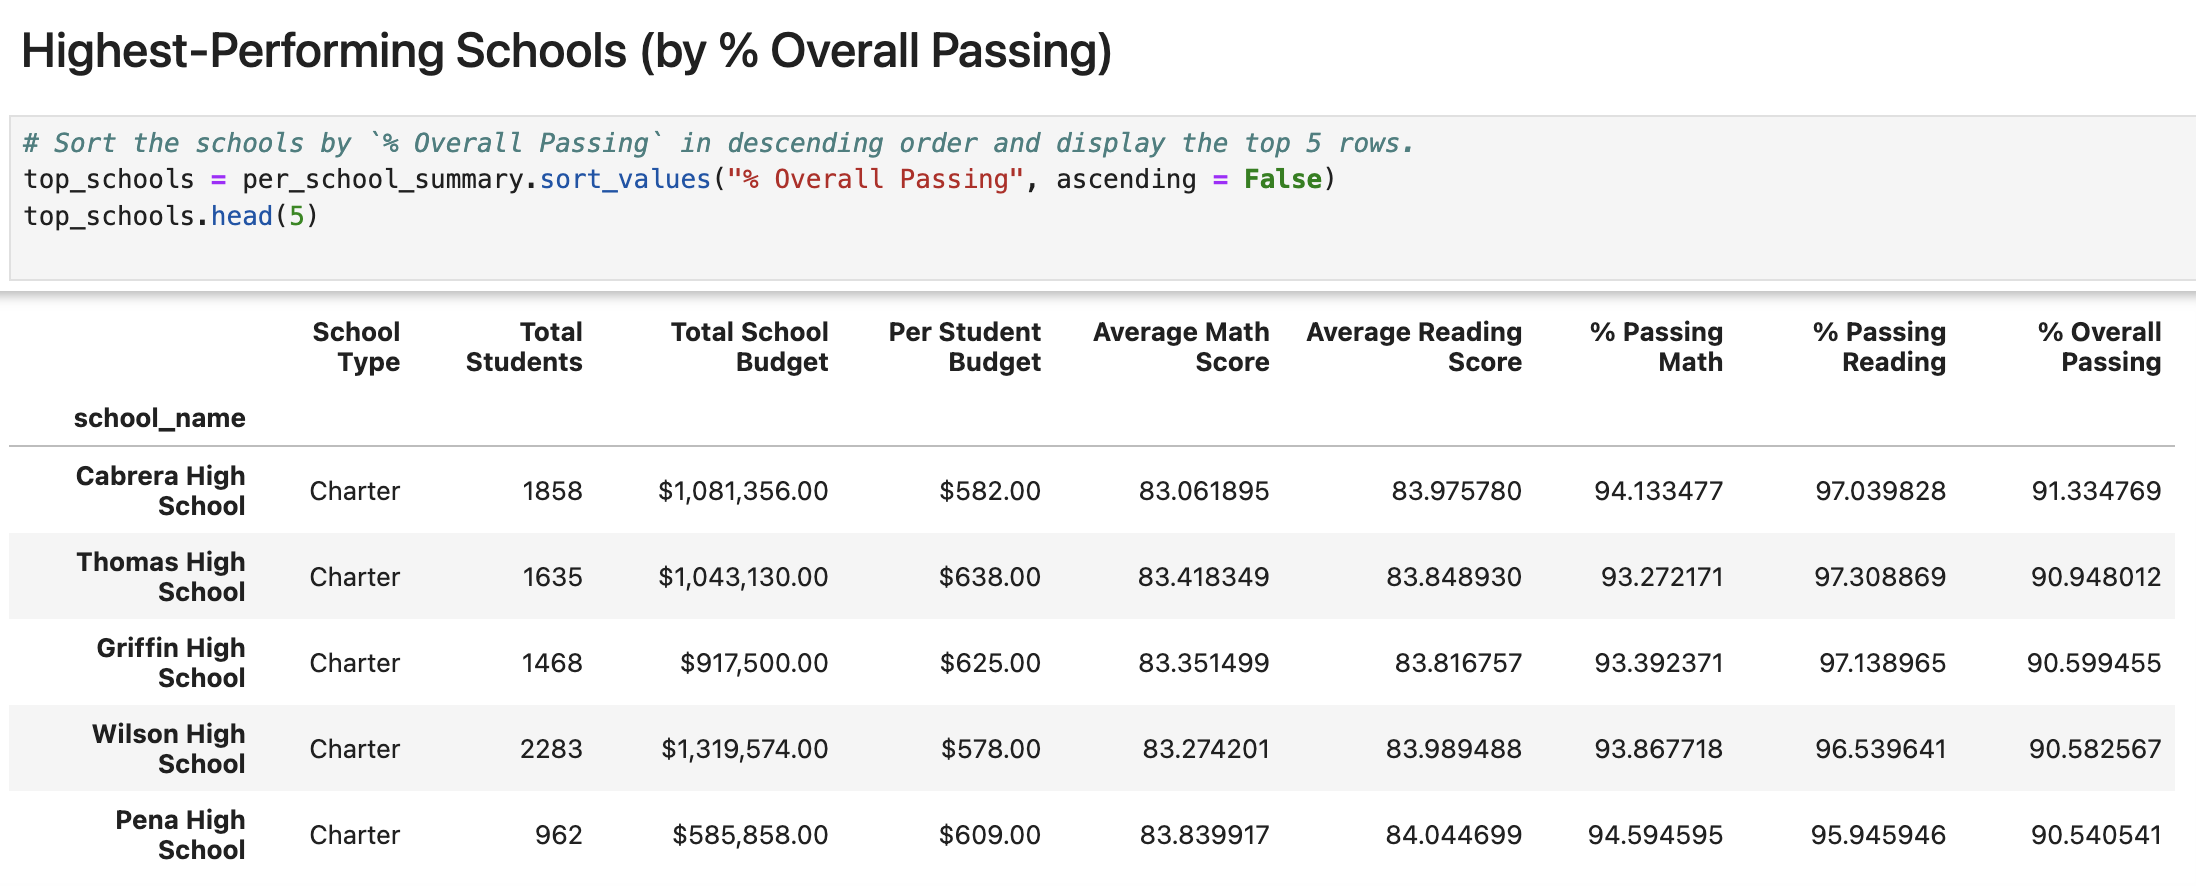 Highest-Performing Schools (by % Overall Passing)
# Sort the schools by `% Overall Passing` in descending order and display the top 5 rows.
top_schools = per_school_summary.sort_values("% Overall Passing", ascending = False)
top_schools.head(5)
School Total Total School Per Student Average Math Average Reading % Passing % Passing % Overall
Type Students Budget Budget Score Score Math Reading Passing
school_name
Cabrera High
School Charter 1858 $1,081,356.00 $582.00 83.061895 83.975780 94.133477 97.039828 91.334769
Thomas High
School Charter 1635 $1,043,130.00 $638.00 83.418349 83.848930 93.272171 97.308869 90.948012
Griffin High
School Charter 1468 $917,500.00 $625.00 83.351499 83.816757 93.392371 97.138965 90.599455
Wilson High
School Charter 2283 $1,319,574.00 $578.00 83.274201 83.989488 93.867718 96.539641 90.582567
Pena High
School Charter 962 $585,858.00 $609.00 83.839917 84.044699 94.594595 95.945946 90.540541